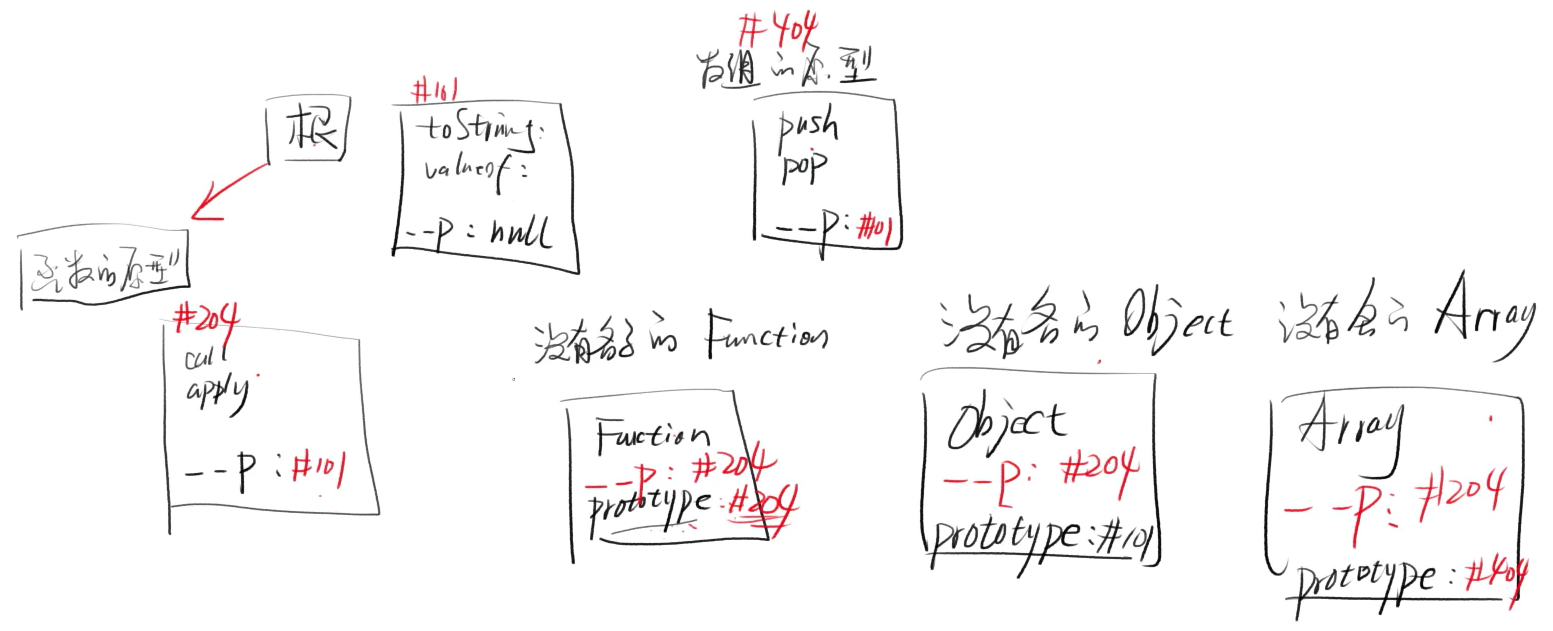 #404
数组的原型
根
#101
toString:
valueof:
--P:null
push
pop
--P:#101
函数的原型
#204
call
apply
--P:#101
没有名字的 Function
Function
--P:#204
prototype:#204
没有名的 Object
Object
--P:#204
prototype:#101
没有名的 Array
Array
--P:#204
prototype:#404